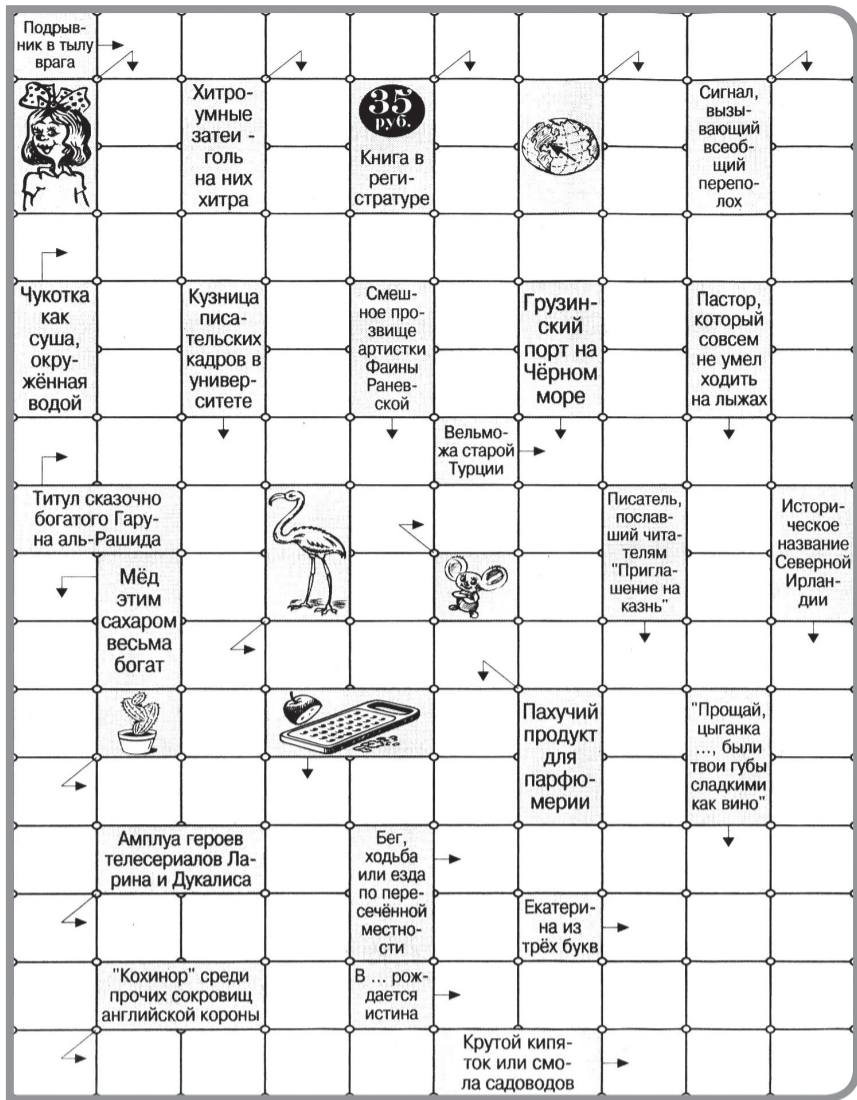 Подрыв-
ник в тылу
врага
Хитро-
умные
затеи -
голь
на них
хитра
35
руб.
Книга в
реги-
стратуре
Сигнал,
вызы-
вающий
всеоб-
щий
перепо-
лох
Чукотка
как
суша,
окру-
жённая
водой
Кузница
писа-
тельских
кадров в
универ-
ситете
Смеш-
ное про-
звище
артистки
Фаины
Ранев-
ской
Грузин-
ский
порт на
Чёрном
море
Пастор,
который
совсем
не умел
ходить
на лыжах
Вельмо-
жа старой
Турции
Титул сказочно
богатого Гару-
на аль-Рашида
Писатель,
послав-
ший чита-
телям
"Пригла-
шение на
казнь"
Истори-
ческое
название
Северной
Ирлан-
дии
Мёд
этим
сахаром
весьма
богат
Пахучий
продукт
для
парфю-
мерии
"Прощай,
цыганка
..., были
твои губы
сладкими
как вино"
Амплуа героев
телесериалов Ла-
рина и Дукалиса
Бег,
ходьба
или езда
по пере-
сечённой
местно-
сти
Екатери-
на из
трёх букв
"Кохинор" среди
прочих сокровищ
английской короны
В ... рож-
дается
истина
Крутой кипя-
ток или смо-
ла садоводов